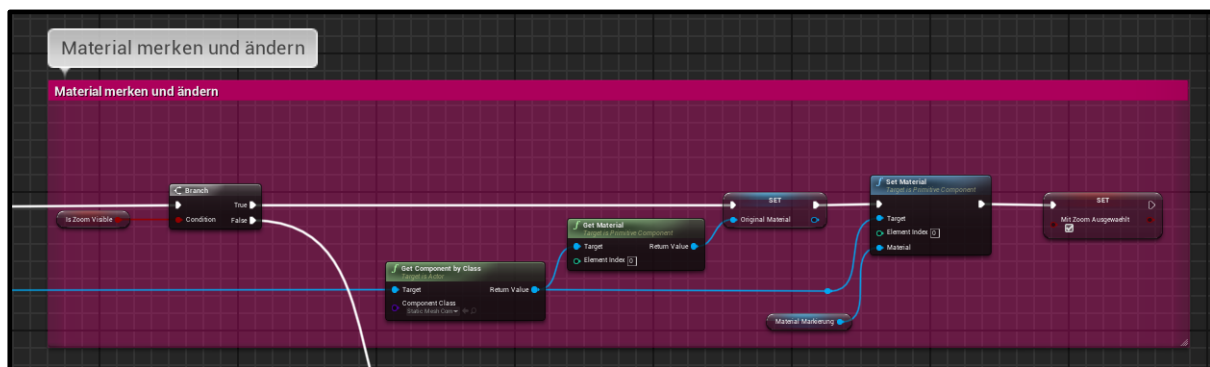 Material merken und ändern
Material merken und ändern
Branch
True
Condition
False
Is Zoom Visible
Get Component by Class
Target is Actor
Target
Return Value
Component Class
Static Mesh Com
Get Material
Target is Primitive Component
Target
Return Value
Element Index 0
SET
Original Material
Set Material
Target is Primitive Component
Target
Element Index 0
Material
Material Markierung
SET
Mit Zoom Ausgewaehlt